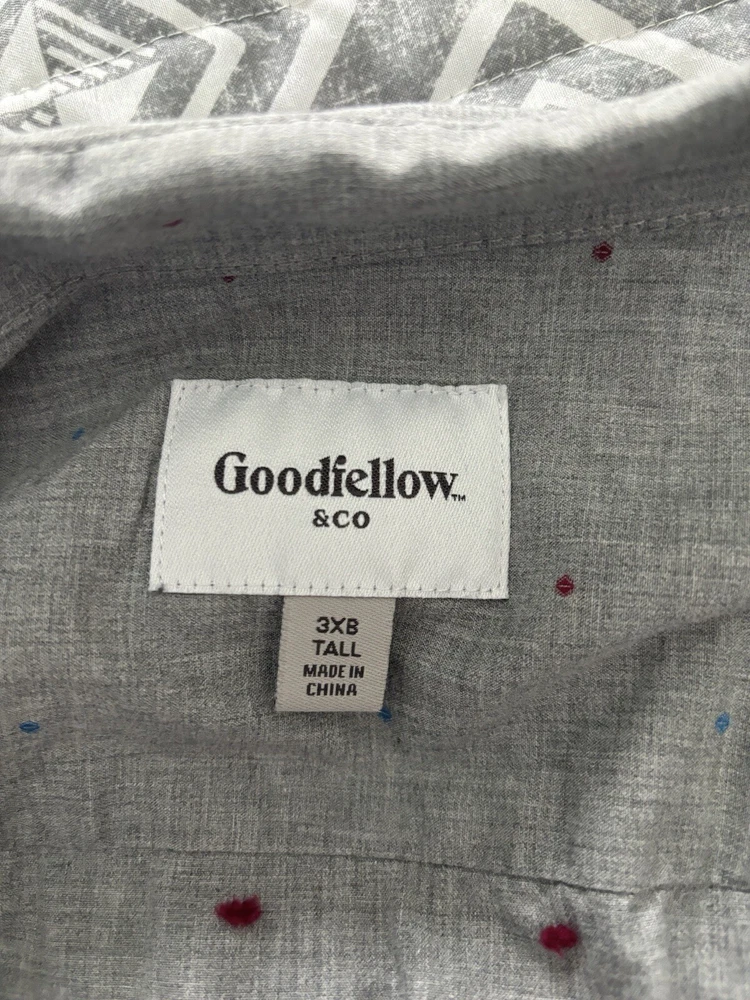 Goodfellow™
&CO
3XB
TALL
MADE IN
CHINA